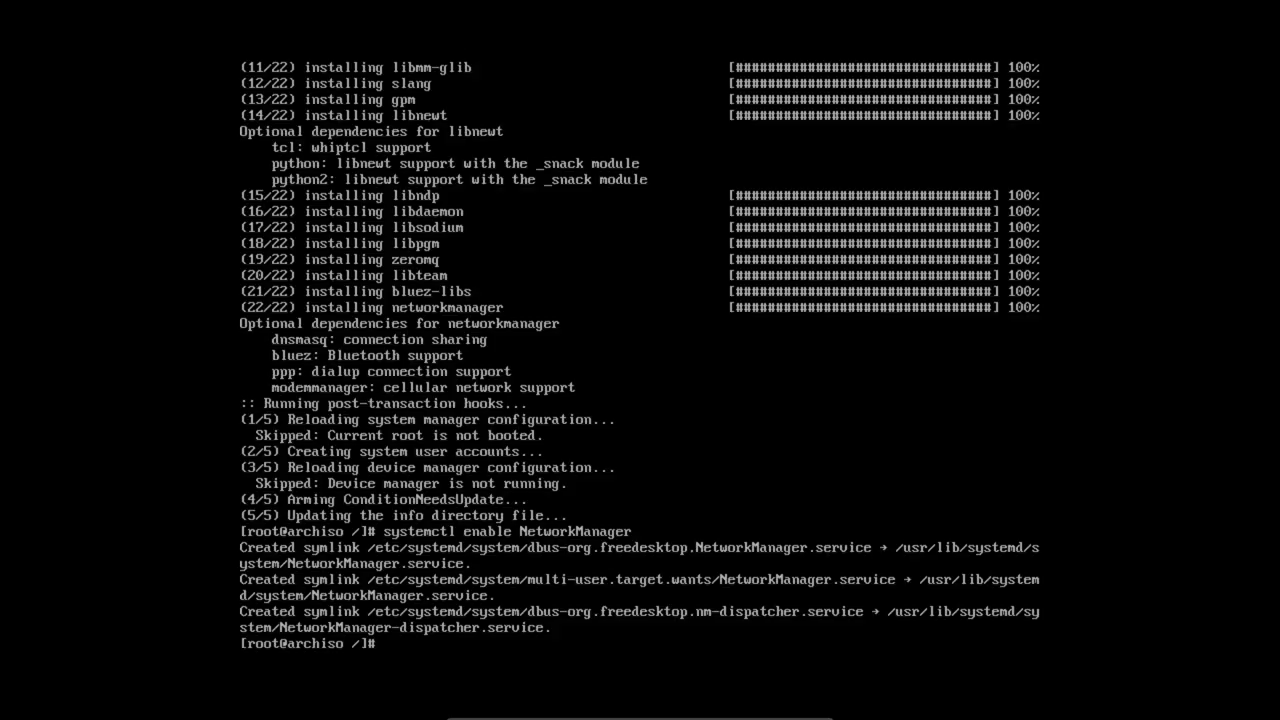 (11/22) installing libmm-glib [################################] 100%
(12/22) installing slang [################################] 100%
(13/22) installing gpm [################################] 100%
(14/22) installing libnewt [################################] 100%
Optional dependencies for libnewt
    tcl: whiptcl support
    python: libnewt support with the _snack module
    python2: libnewt support with the _snack module
(15/22) installing libndp [################################] 100%
(16/22) installing libdaemon [################################] 100%
(17/22) installing libsodium [################################] 100%
(18/22) installing libpgm [################################] 100%
(19/22) installing zeromq [################################] 100%
(20/22) installing libteam [################################] 100%
(21/22) installing bluez-libs [################################] 100%
(22/22) installing networkmanager [################################] 100%
Optional dependencies for networkmanager
    dnsmasq: connection sharing
    bluez: Bluetooth support
    ppp: dialup connection support
    modemmanager: cellular network support
:: Running post-transaction hooks...
(1/5) Reloading system manager configuration...
  Skipped: Current root is not booted.
(2/5) Creating system user accounts...
(3/5) Reloading device manager configuration...
  Skipped: Device manager is not running.
(4/5) Arming ConditionNeedsUpdate...
(5/5) Updating the info directory file...
[root@archiso /]# systemctl enable NetworkManager
Created symlink /etc/systemd/system/dbus-org.freedesktop.NetworkManager.service → /usr/lib/systemd/s
ystem/NetworkManager.service.
Created symlink /etc/systemd/system/multi-user.target.wants/NetworkManager.service → /usr/lib/system
d/system/NetworkManager.service.
Created symlink /etc/systemd/system/dbus-org.freedesktop.nm-dispatcher.service → /usr/lib/systemd/sy
stem/NetworkManager-dispatcher.service.
[root@archiso /]#